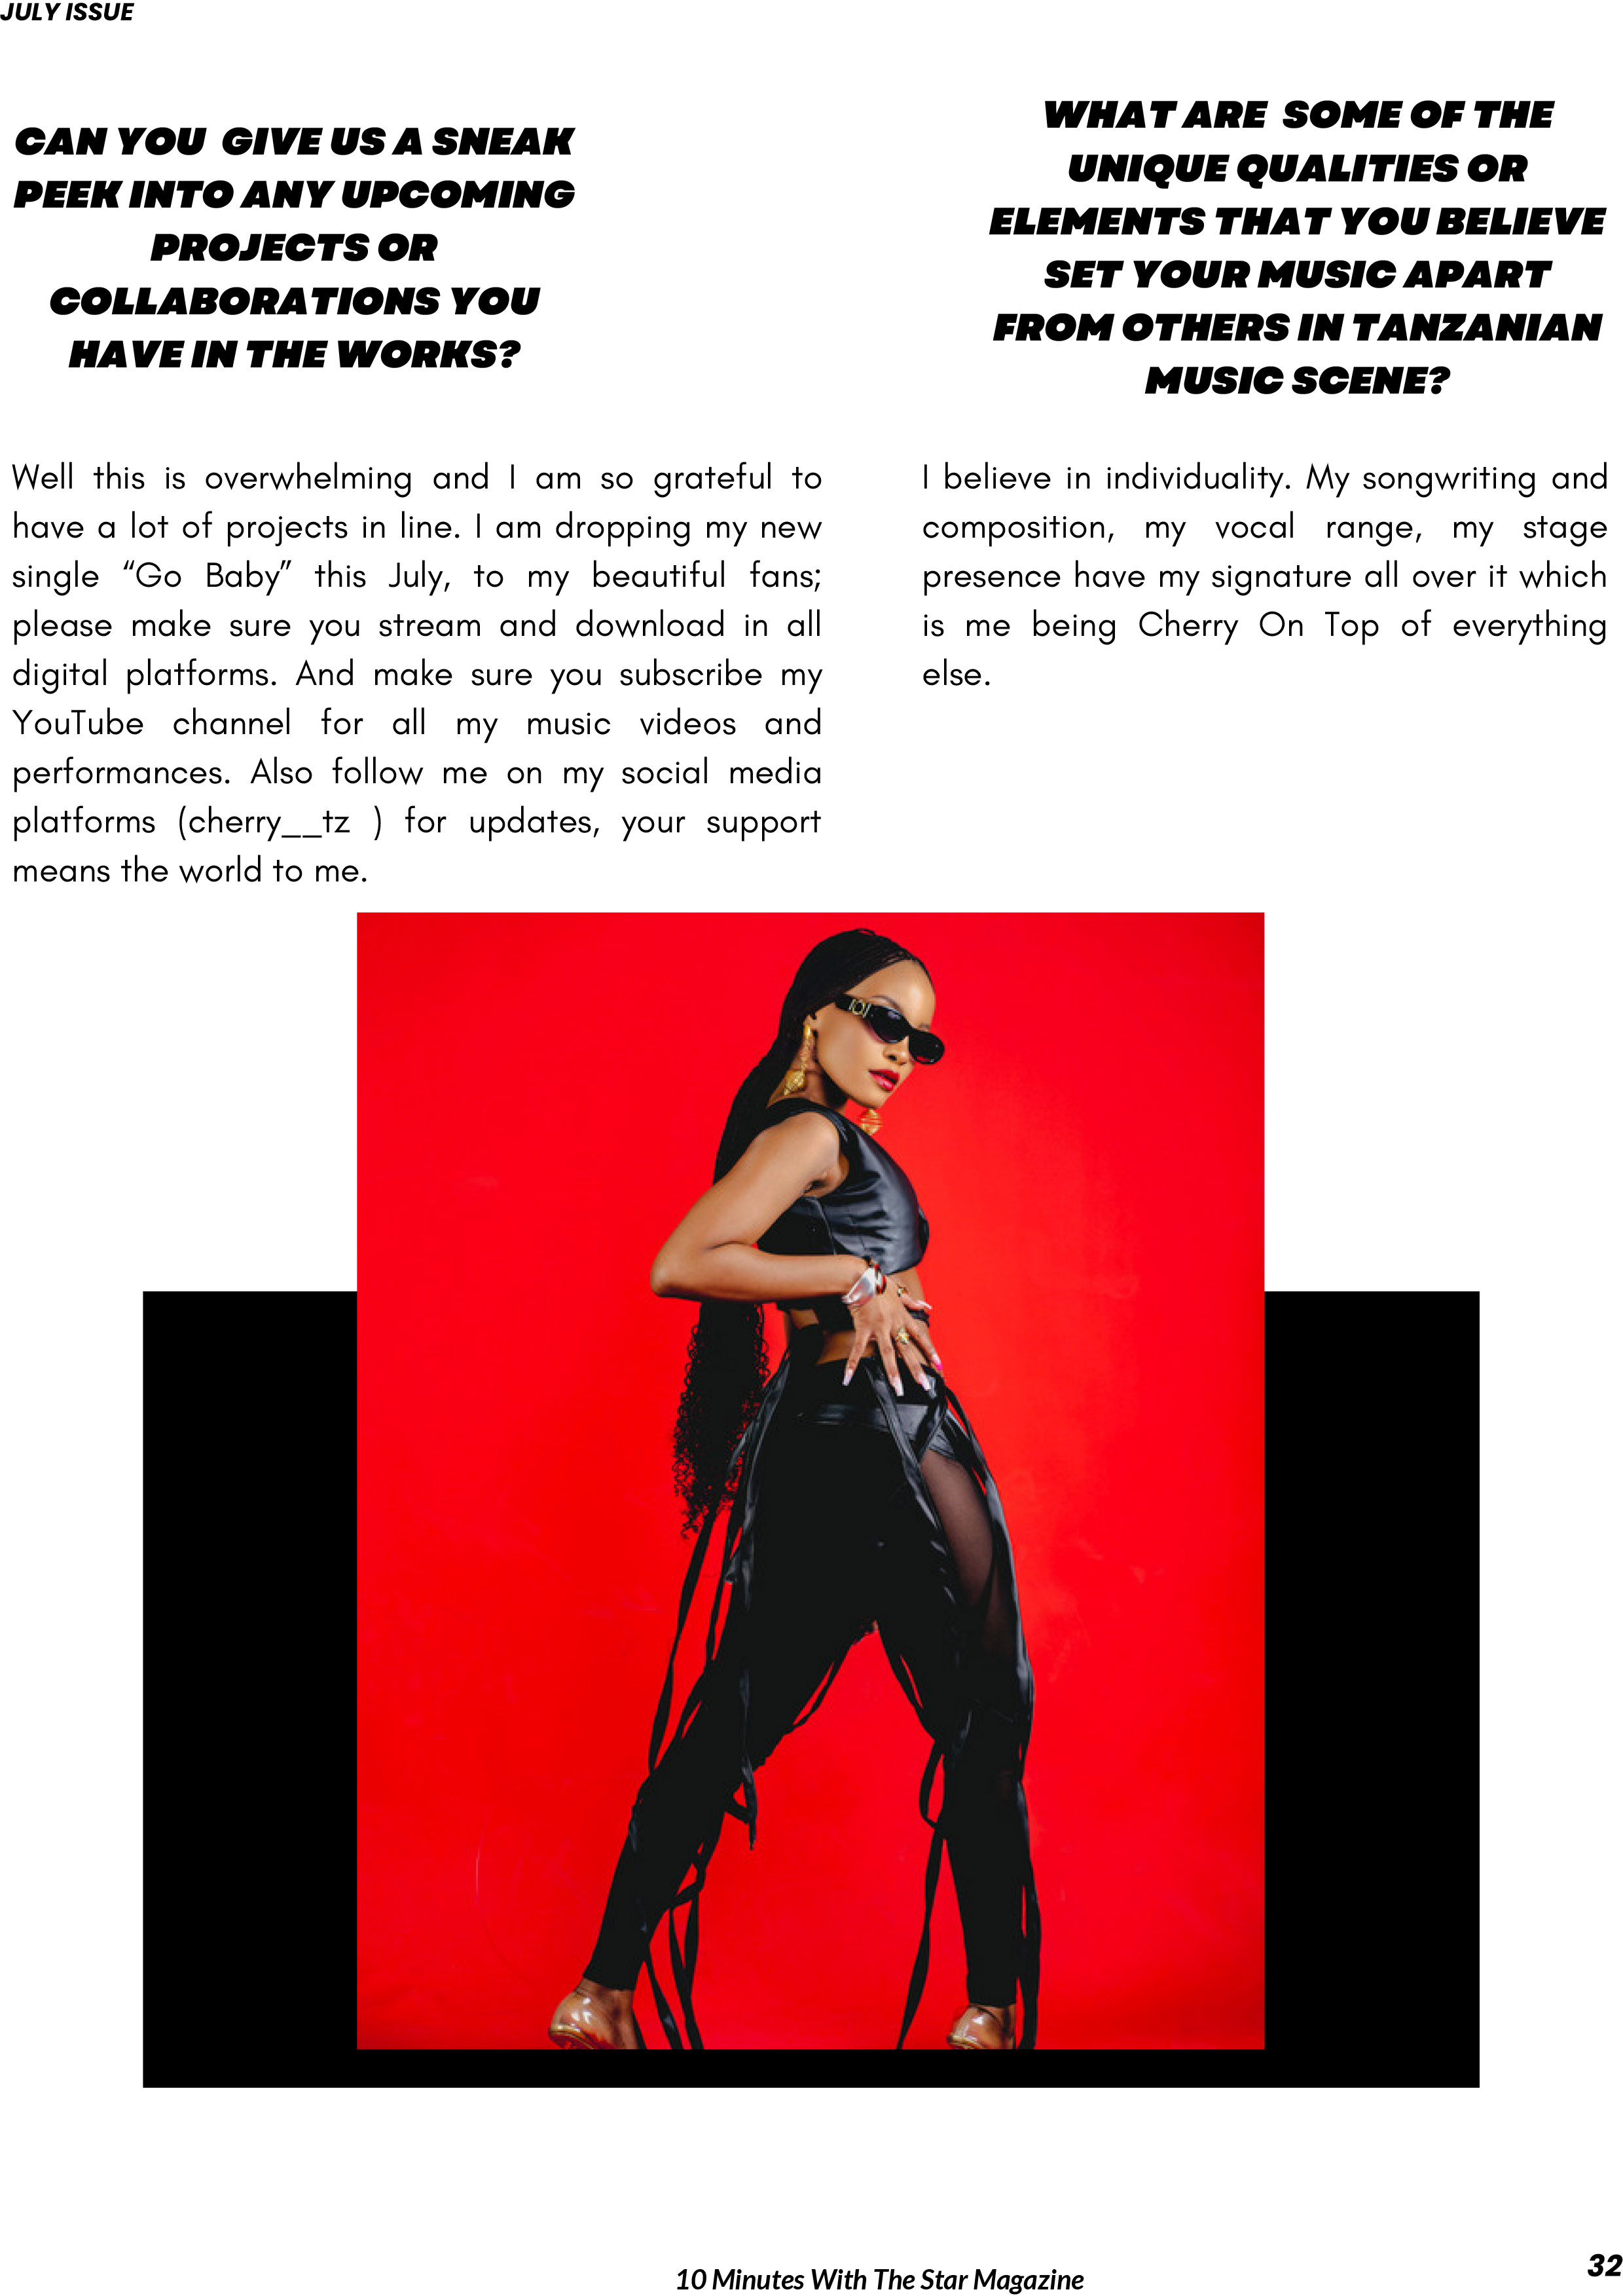 JULY ISSUE
CAN YOU GIVE US A SNEAK
PEEK INTO ANY UPCOMING
PROJECTS OR
COLLABORATIONS YOU
HAVE IN THE WORKS?
Well this is overwhelming and I am so grateful to
have a lot of projects in line. I am dropping my new
single “Go Baby” this July, to my beautiful fans;
please make sure you stream and download in all
digital platforms. And make sure you subscribe my
YouTube channel for all my music videos and
performances. Also follow me on my social media
platforms (cherry__tz ) for updates, your support
means the world to me.
WHAT ARE SOME OF THE
UNIQUE QUALITIES OR
ELEMENTS THAT YOU BELIEVE
SET YOUR MUSIC APART
FROM OTHERS IN TANZANIAN
MUSIC SCENE?
I believe in individuality. My songwriting and
composition, my vocal range, my stage
presence have my signature all over it which
is me being Cherry On Top of everything
else.
10 Minutes With The Star Magazine
32